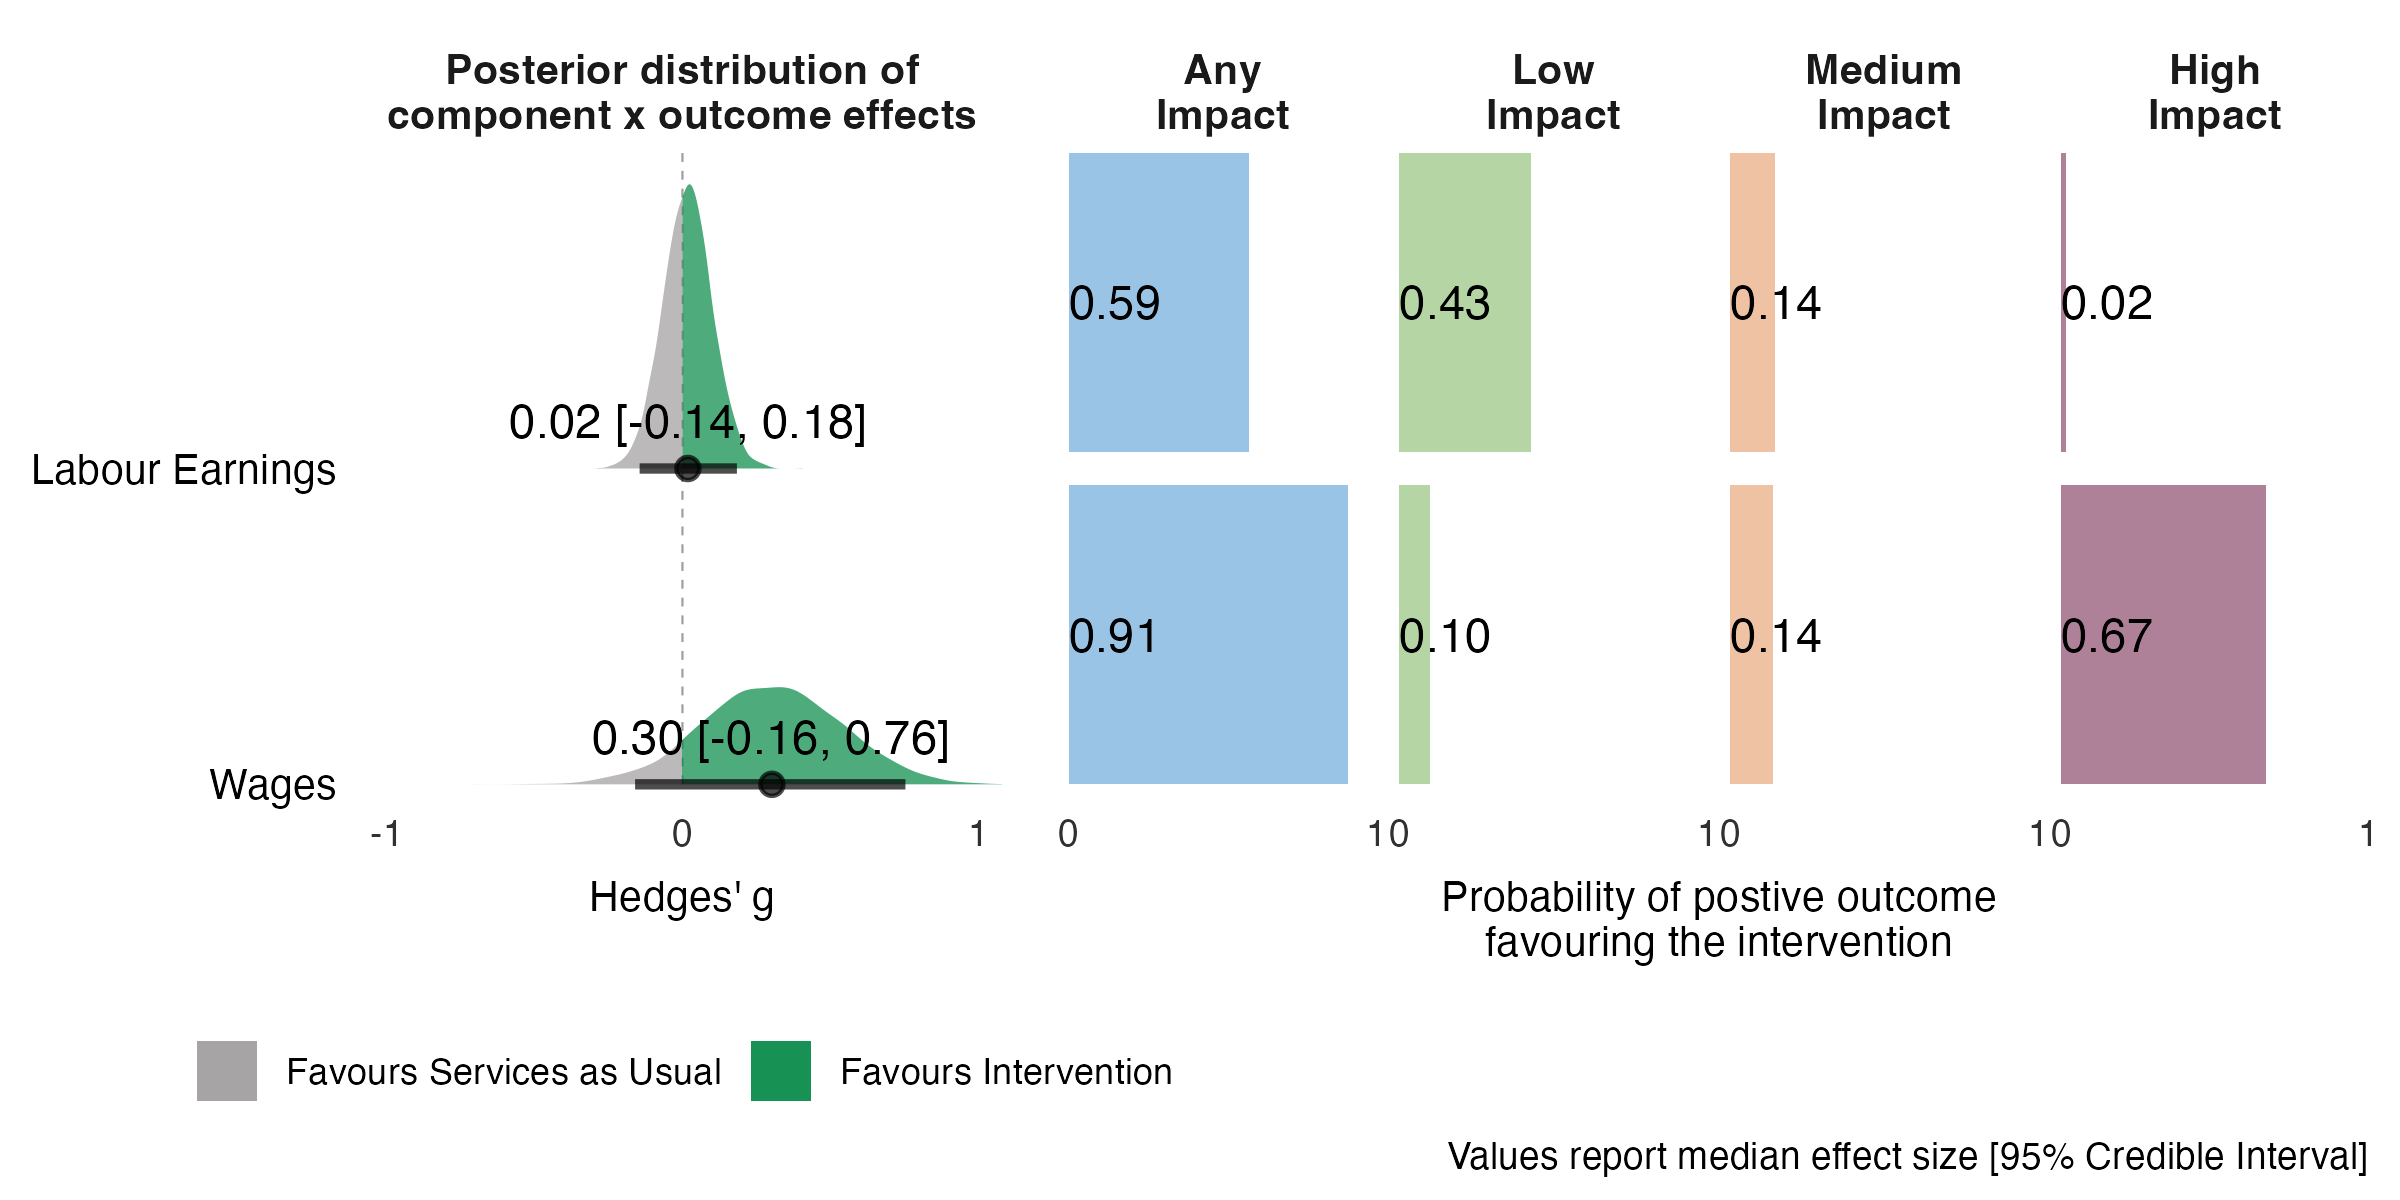 Posterior distribution of
component x outcome effects
Any
Impact
Low
Impact
Medium
Impact
High
Impact
Labour Earnings
0.02 [-0.14, 0.18]
0.59
0.43
0.14
0.02
Wages
0.30 [-0.16, 0.76]
0.91
0.10
0.14
0.67
-1 0 1
0 10 10 10 1
Hedges' g
Probability of postive outcome
favouring the intervention
Favours Services as Usual
Favours Intervention
Values report median effect size [95% Credible Interval]